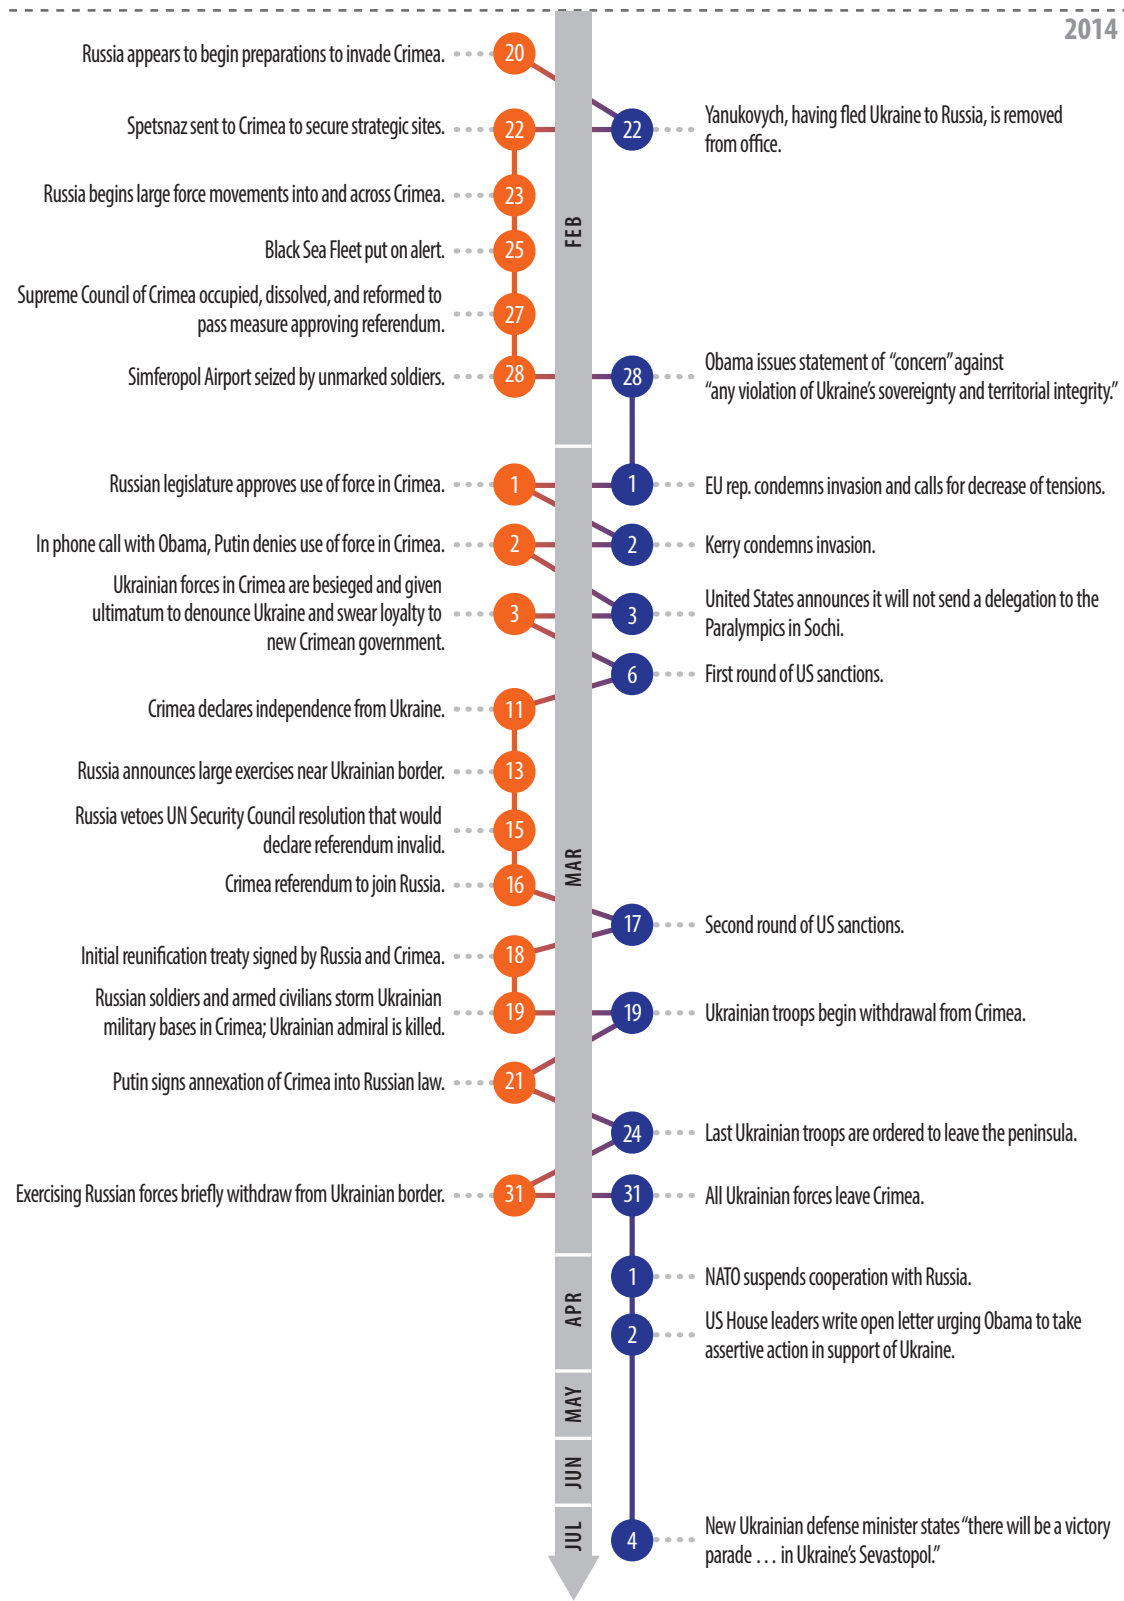 2014
Russia appears to begin preparations to invade Crimea.
20
Spetsnaz sent to Crimea to secure strategic sites.
22
22
Yanukovych, having fled Ukraine to Russia, is removed
from office.
Russia begins large force movements into and across Crimea.
23
FEB
Black Sea Fleet put on alert.
25
Supreme Council of Crimea occupied, dissolved, and reformed to
pass measure approving referendum.
27
Simferopol Airport seized by unmarked soldiers.
28
28
Obama issues statement of “concern” against
“any violation of Ukraine’s sovereignty and territorial integrity.”
Russian legislature approves use of force in Crimea.
1
1
EU rep. condemns invasion and calls for decrease of tensions.
In phone call with Obama, Putin denies use of force in Crimea.
2
2
Kerry condemns invasion.
Ukrainian forces in Crimea are besieged and given
ultimatum to denounce Ukraine and swear loyalty to
new Crimean government.
3
3
United States announces it will not send a delegation to the
Paralympics in Sochi.
6
First round of US sanctions.
Crimea declares independence from Ukraine.
11
Russia announces large exercises near Ukrainian border.
13
Russia vetoes UN Security Council resolution that would
declare referendum invalid.
15
MAR
Crimea referendum to join Russia.
16
17
Second round of US sanctions.
Initial reunification treaty signed by Russia and Crimea.
18
Russian soldiers and armed civilians storm Ukrainian
military bases in Crimea; Ukrainian admiral is killed.
19
19
Ukrainian troops begin withdrawal from Crimea.
Putin signs annexation of Crimea into Russian law.
21
24
Last Ukrainian troops are ordered to leave the peninsula.
Exercising Russian forces briefly withdraw from Ukrainian border.
31
31
All Ukrainian forces leave Crimea.
1
NATO suspends cooperation with Russia.
APR
2
US House leaders write open letter urging Obama to take
assertive action in support of Ukraine.
MAY
JUN
JUL
4
New Ukrainian defense minister states “there will be a victory
parade . . . in Ukraine’s Sevastopol.”